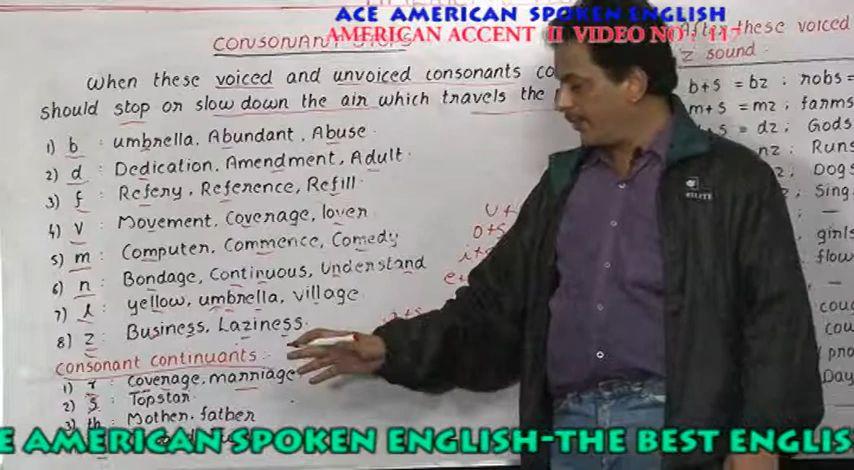 ACE AMERICAN SPOKEN ENGLISH
AMERICAN ACCENT II VIDEO NO : 117
CONSONANT STOPS
When these voiced and unvoiced consonants
should stop or slow down the air which travels the
1) b : umbrella, Abundant, Abuse
2) d : Dedication, Amendment, Adult
3) f : Refery, Reference, Refill
4) v : Movement, Coverage, lover
5) m : Computer, Commence, Comedy
6) n : Bondage, Continuous, Understand
7) l : yellow, umbrella, village
8) z : Business, Laziness.
Consonant continuants :
1) r : Coverage, marriage
2) s : Topstar
3) th : Mother, father
After these voiced
z sound.
b+s = bz ; robs =
m+s = mz ; farms
= dz ; Gods
nz ; Runs
Dogs
Sing
girls
flow
Day
E AMERICAN SPOKEN ENGLISH-THE BEST ENGLIS